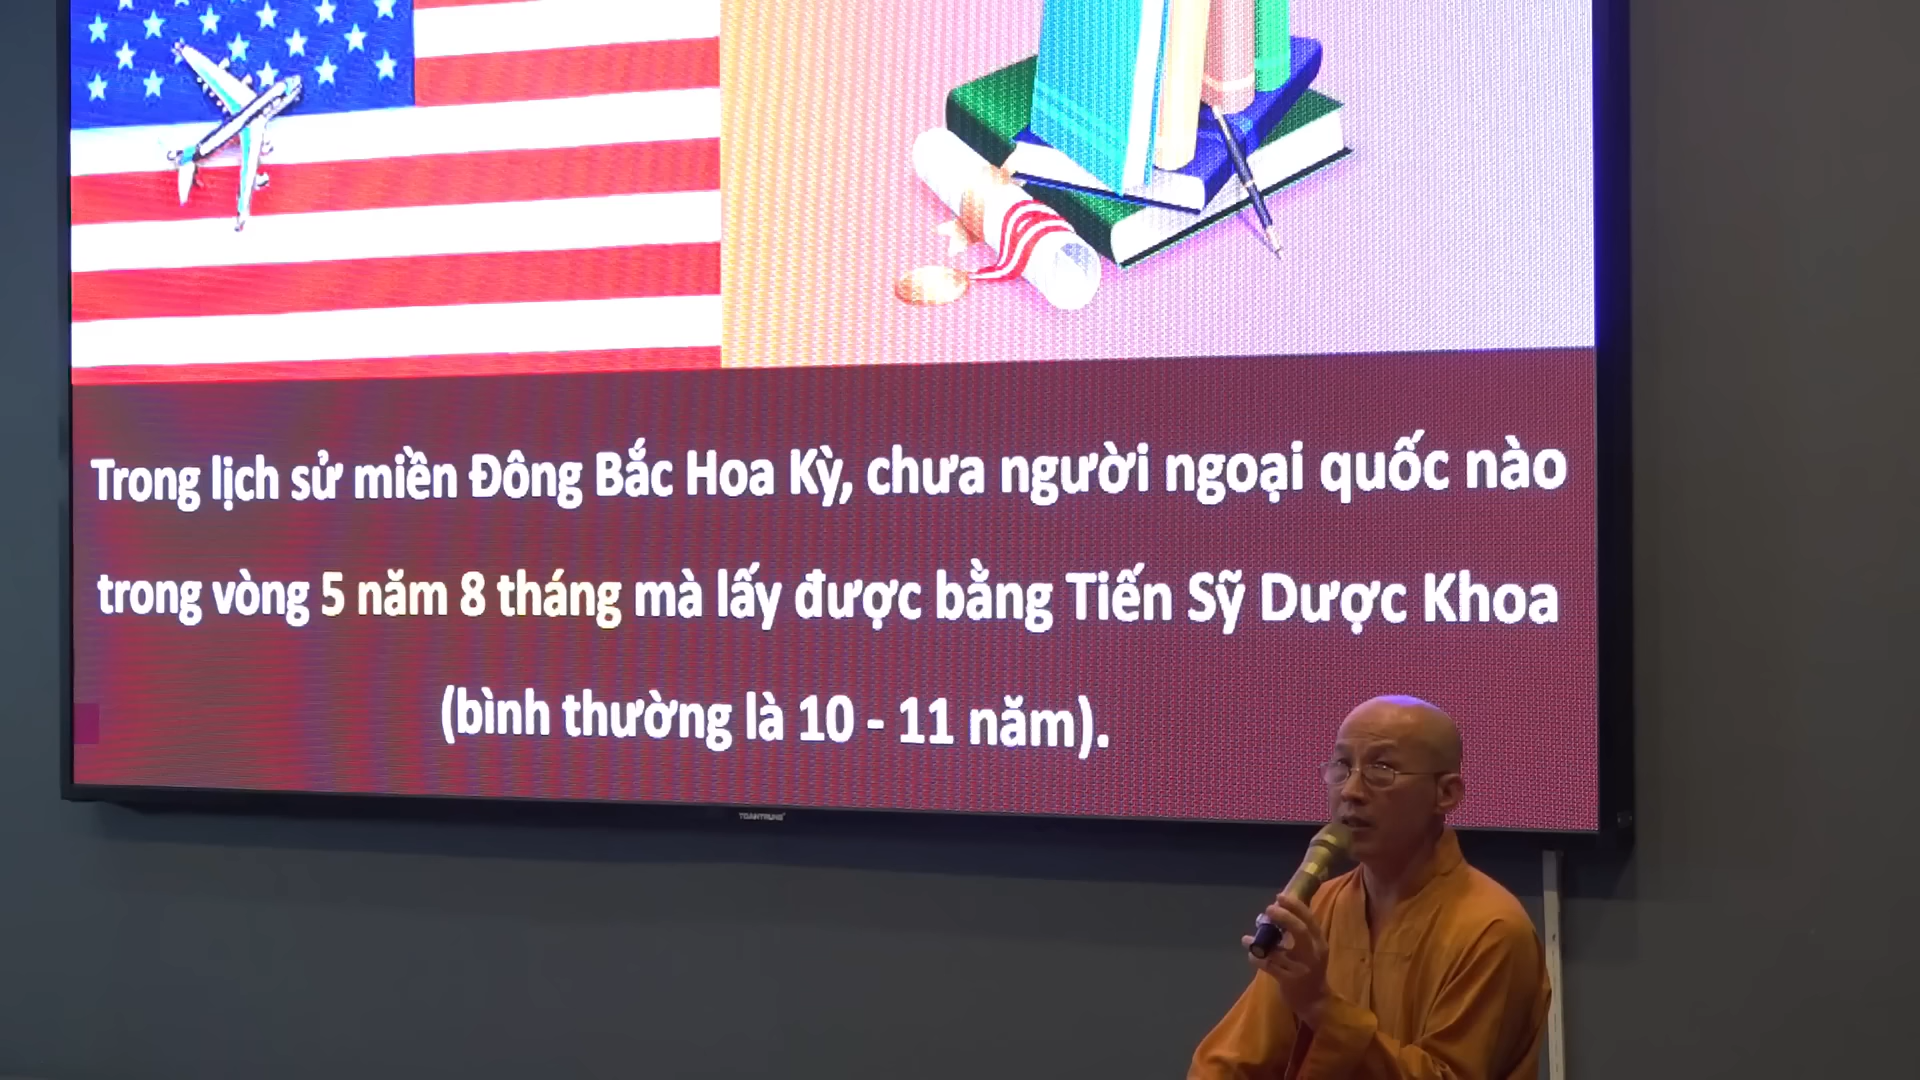 Trong lịch sử miền Đông Bắc Hoa Kỳ, chưa người ngoại quốc nào
trong vòng 5 năm 8 tháng mà lấy được bằng Tiến Sỹ Dược Khoa
(bình thường là 10 - 11 năm).